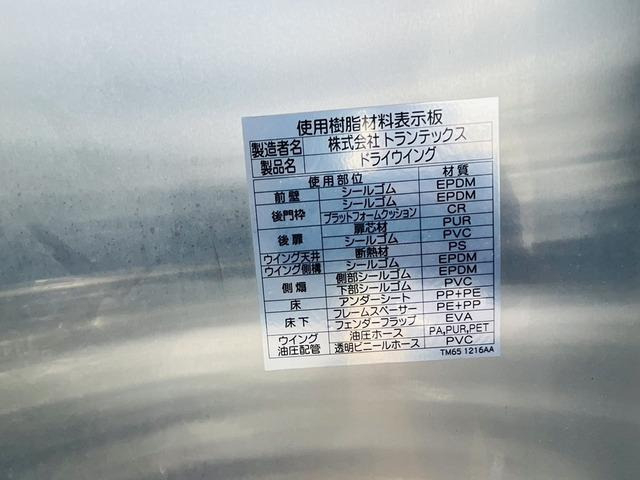 使用樹脂材料表示板
製造者名 株式会社トランテックス
製品名 ドライウイング
使用部位 材質
前壁 シールゴム EPDM
後門枠 シールゴム EPDM
プラットフォームクッション CR
後扉 扉芯材 PUR
シールゴム PVC
ウイング天井 断熱材 PS
ウイング側構 シールゴム EPDM
側煽 側部シールゴム EPDM
下部シールゴム PVC
床 アンダーシート PP+PE
床下 フレームスペーサー PE+PP
フェンダーフラップ EVA
ウイング油圧配管 油圧ホース PA,PUR,PET
透明ビニールホース PVC
TM65 1216AA